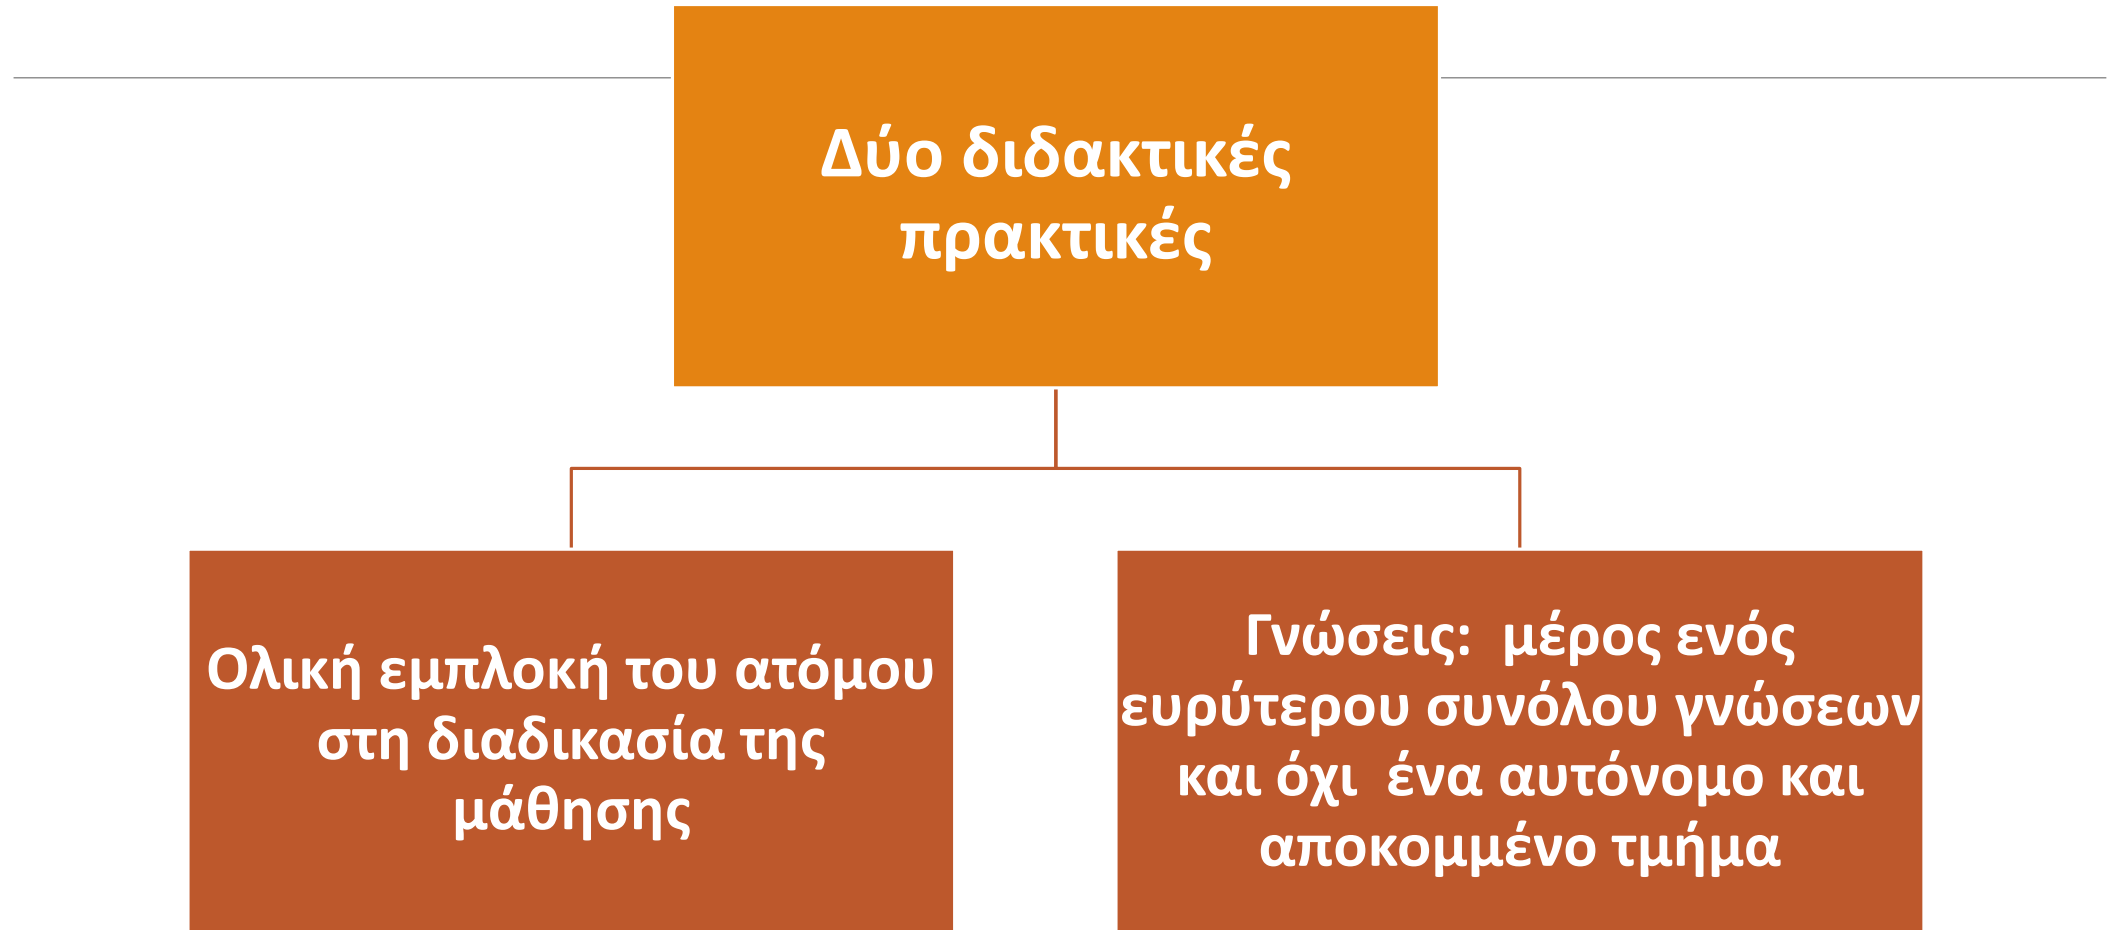 Δύο διδακτικές
πρακτικές
Ολική εμπλοκή του ατόμου
στη διαδικασία της
μάθησης
Γνώσεις:  μέρος ενός
ευρύτερου συνόλου γνώσεων
και όχι  ένα αυτόνομο και
αποκομμένο τμήμα